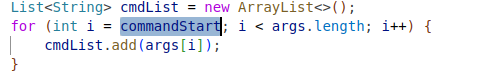 List<String> cmdList = new ArrayList<>();
for (int i = commandStart; i < args.length; i++) {
    cmdList.add(args[i]);
}